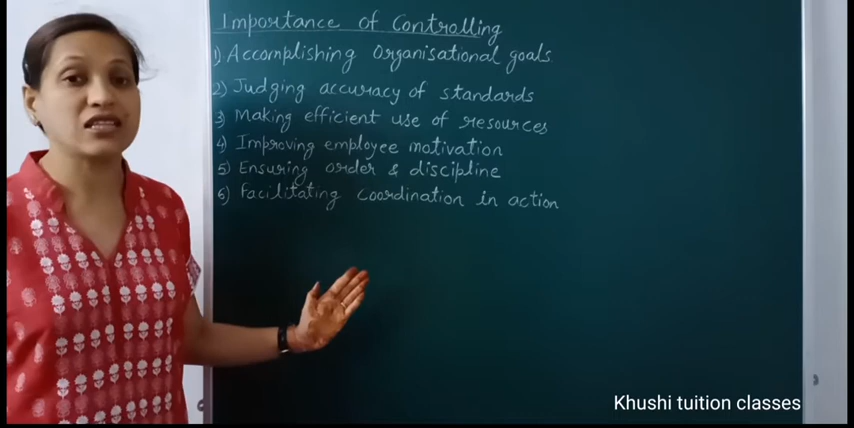 Importance of Controlling
1) Accomplishing Organisational goals
2) Judging accuracy of standards
3) Making efficient use of resources
4) Improving employee motivation
5) Ensuring order & discipline
6) Facilitating coordination in action
Khushi tuition classes